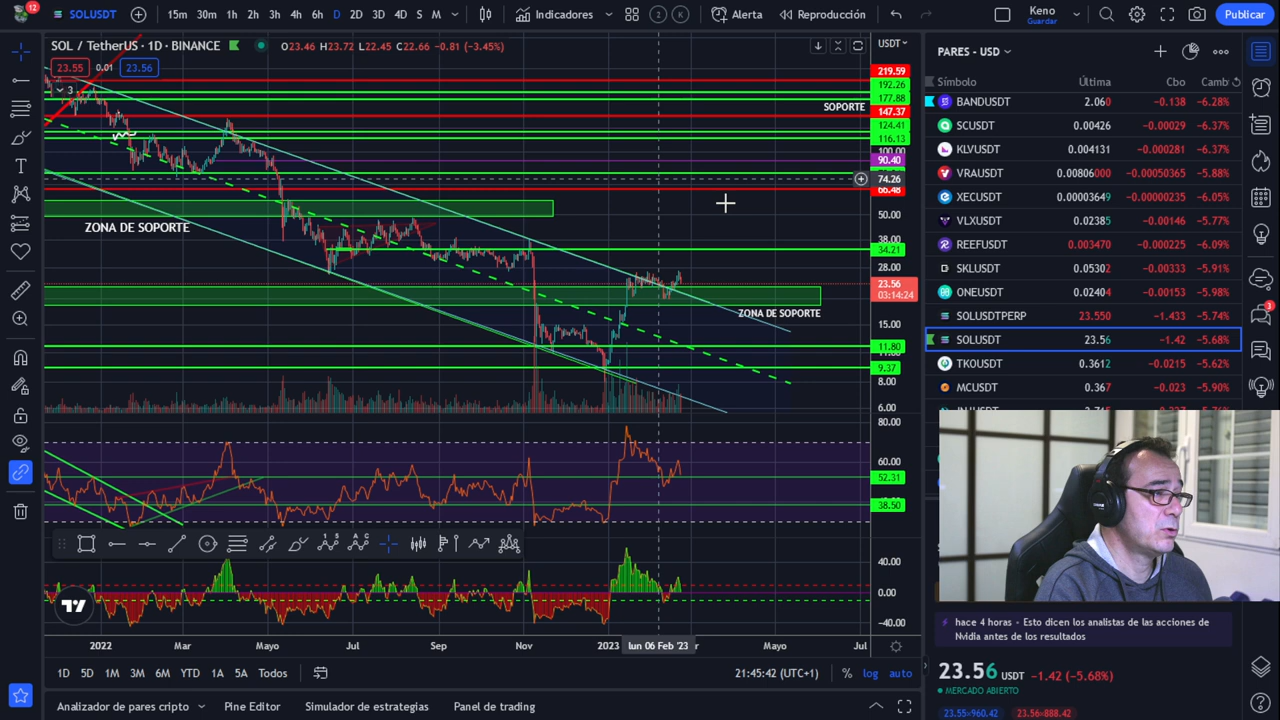 12
SOLUSDT
15m 30m 1h 2h 3h 4h 6h D 2D 3D 4D S M
Indicadores
2 K
Alerta
Reproducción
Keno
Guardar
Publicar
SOL / TetherUS · 1D · BINANCE
O23.46 H23.72 L22.45 C22.66 −0.81 (−3.45%)
23.55 0.01 23.56
3
USDT
219.59
192.26
177.88
SOPORTE
147.37
124.41
116.13
100.00
90.40
74.26
66.48
50.00
ZONA DE SOPORTE
38.00
34.21
28.00
23.56
03:14:24
ZONA DE SOPORTE
15.00
11.80
9.37
8.00
6.00
80.00
60.00
52.31
38.50
40.00
0.00
−40.00
2022 Mar Mayo Jul Sep Nov 2023 lun 06 Feb '23 Mayo Jul
1D 5D 1M 3M 6M YTD 1A 5A Todos
21:45:42 (UTC+1)
% log auto
Analizador de pares cripto
Pine Editor
Simulador de estrategias
Panel de trading
PARES - USD
Símbolo Última Cbo Camb
BANDUSDT 2.060 −0.138 −6.28%
SCUSDT 0.00426 −0.00029 −6.37%
KLVUSDT 0.004131 −0.000281 −6.37%
VRAUSDT 0.00806000 −0.00050365 −5.88%
XECUSDT 0.00003649 −0.00000235 −6.05%
VLXUSDT 0.02385 −0.00146 −5.77%
REEFUSDT 0.003470 −0.000225 −6.09%
SKLUSDT 0.05302 −0.00333 −5.91%
ONEUSDT 0.02404 −0.00153 −5.98%
SOLUSDTPERP 23.550 −1.433 −5.74%
SOLUSDT 23.56 −1.42 −5.68%
TKOUSDT 0.3612 −0.0215 −5.62%
MCUSDT 0.367 −0.023 −5.90%
3
hace 4 horas · Esto dicen los analistas de las acciones de
Nvidia antes de los resultados
23.56 USDT −1.42 (−5.68%)
MERCADO ABIERTO
23.55×960.42 23.56×888.42